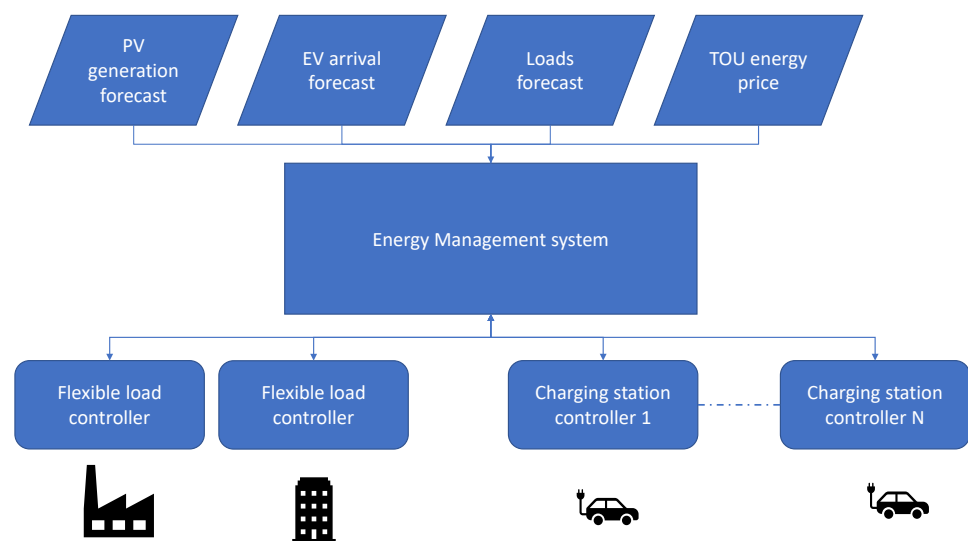 PV
generation
forecast
EV arrival
forecast
Loads
forecast
TOU energy
price
Energy Management system
Flexible load
controller
Flexible load
controller
Charging station
controller 1
Charging station
controller N